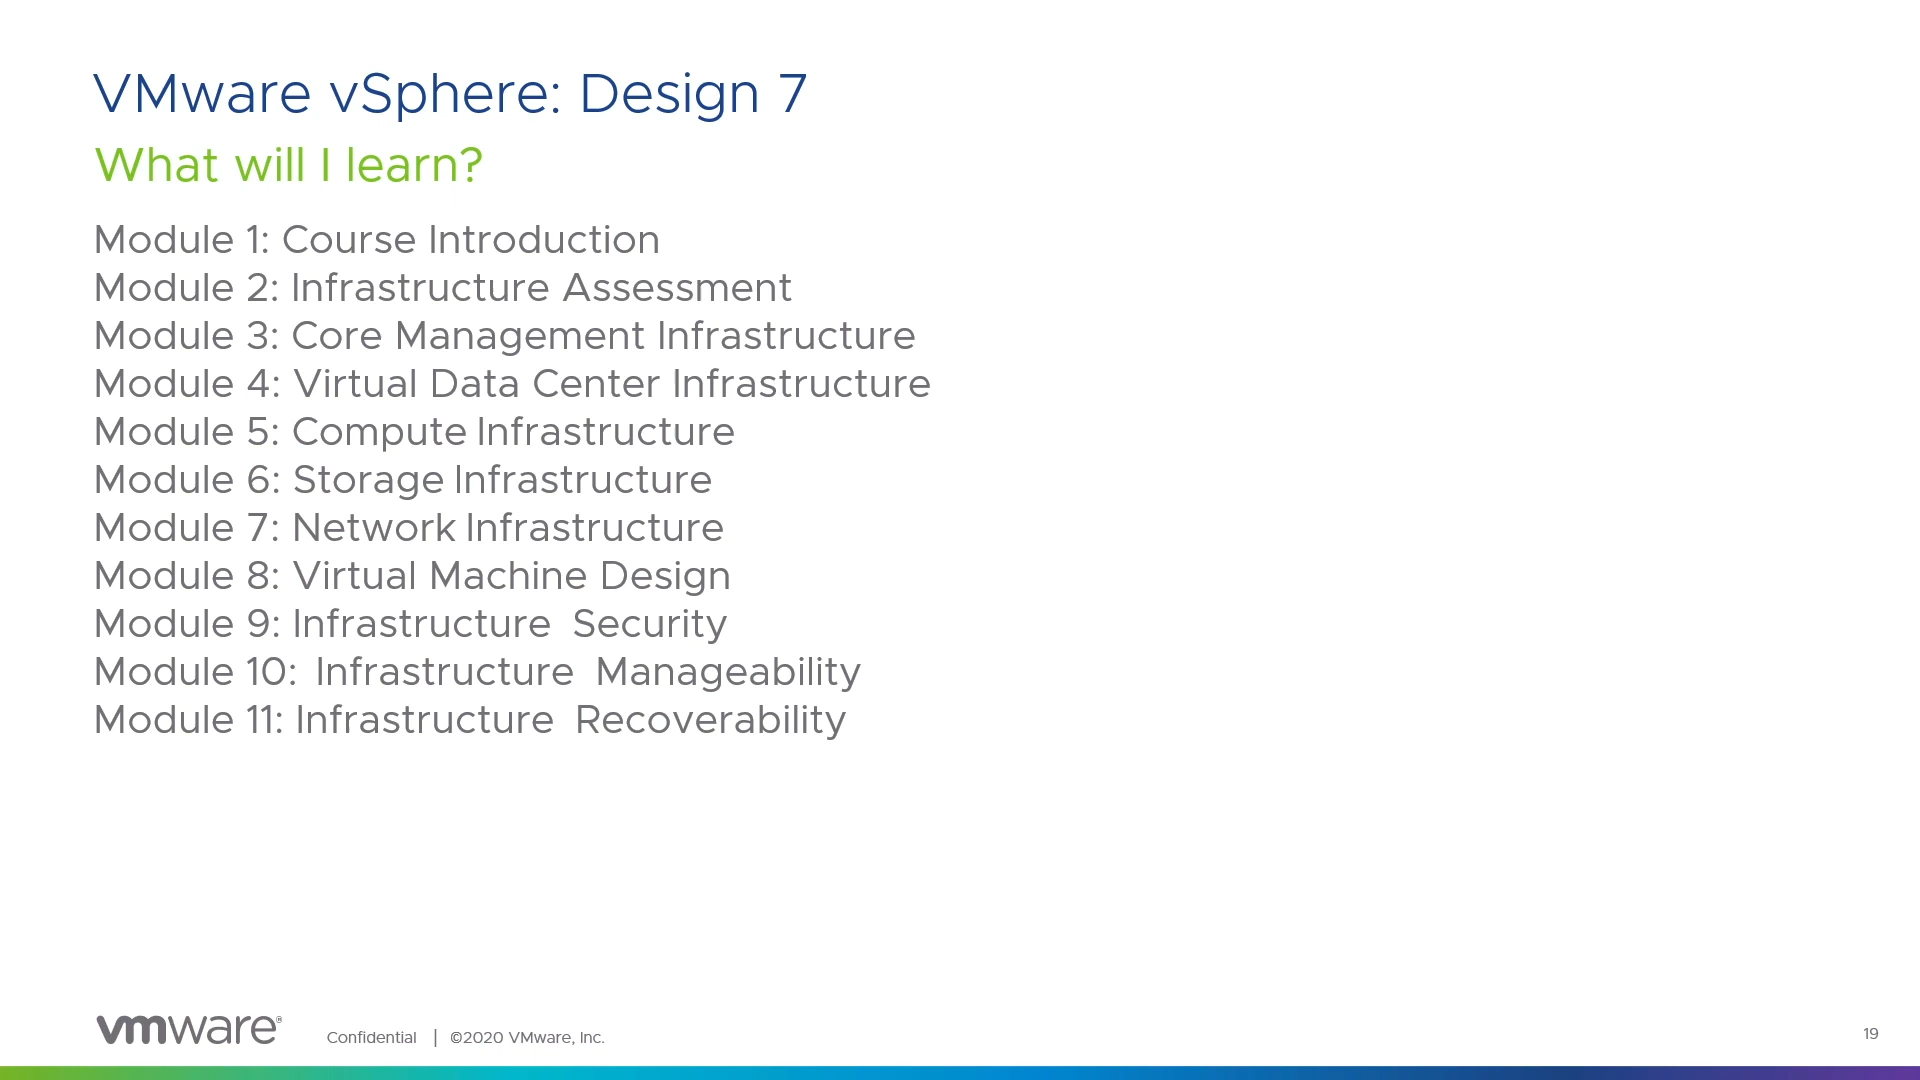 VMware vSphere: Design 7
What will I learn?
Module 1: Course Introduction
Module 2: Infrastructure Assessment
Module 3: Core Management Infrastructure
Module 4: Virtual Data Center Infrastructure
Module 5: Compute Infrastructure
Module 6: Storage Infrastructure
Module 7: Network Infrastructure
Module 8: Virtual Machine Design
Module 9: Infrastructure Security
Module 10: Infrastructure Manageability
Module 11: Infrastructure Recoverability
vmware®
Confidential | ©2020 VMware, Inc.
19